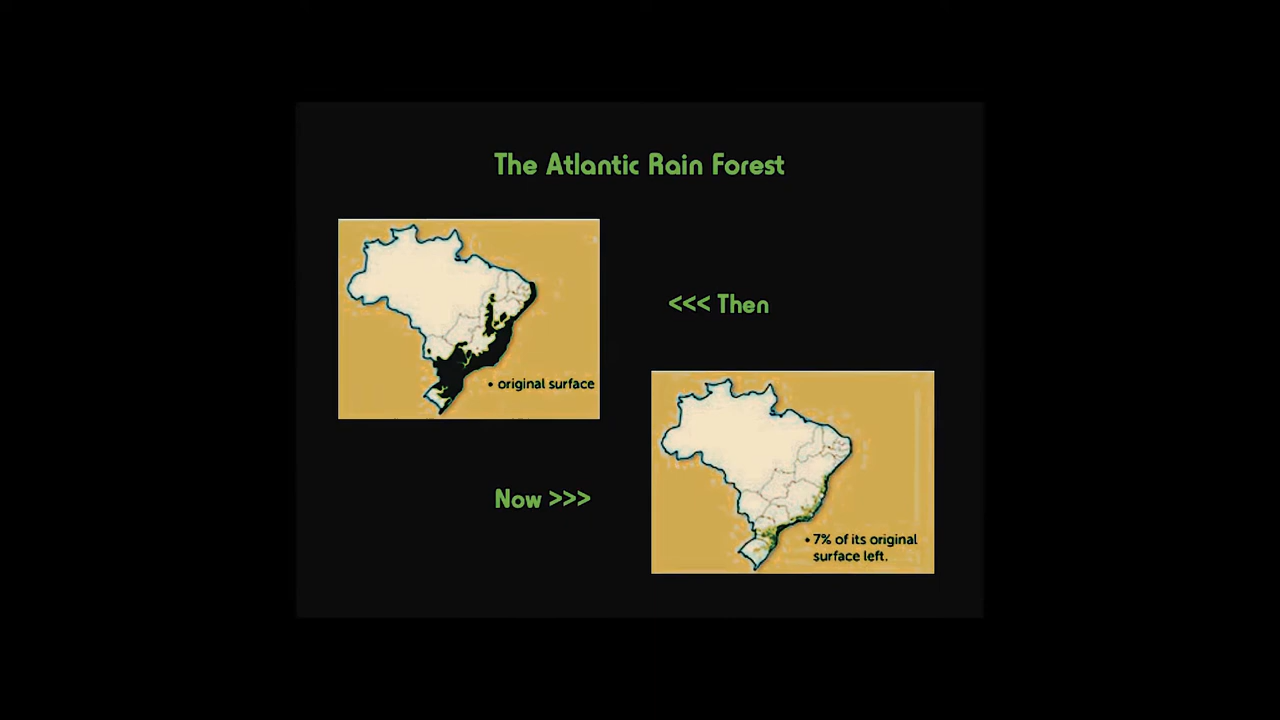 The Atlantic Rain Forest
<<< Then
• original surface
Now >>>
• 7% of its original
surface left.